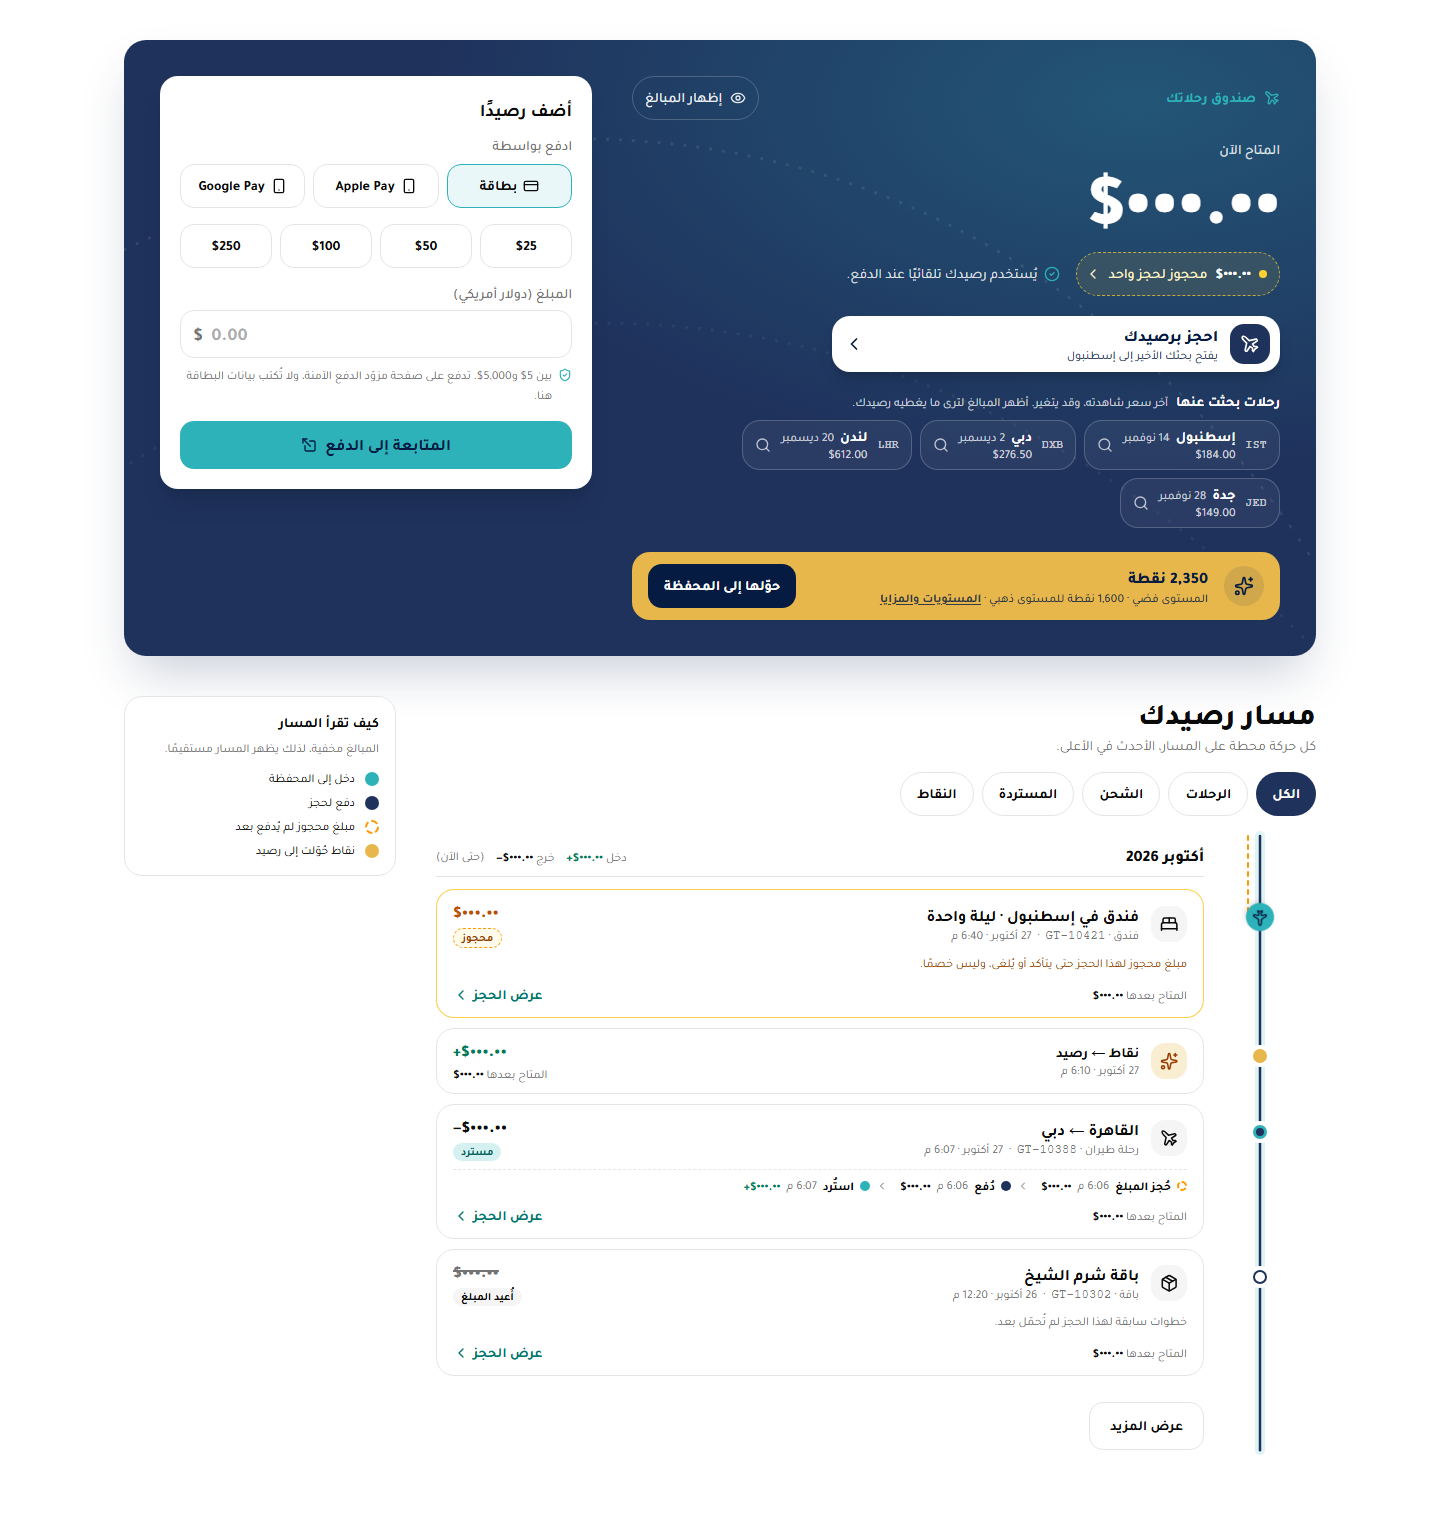 صندوق رحلاتك
إظهار المبالغ
المتاح الآن
$•••.••
$•••.•• محجوز لحجز واحد
يُستخدم رصيدك تلقائيًا عند الدفع.
احجز برصيدك
يفتح بحثك الأخير إلى إسطنبول
رحلات بحثت عنها آخر سعر شاهدته، وقد يتغير. أظهر المبالغ لترى ما يغطيه رصيدك.
IST إسطنبول 14 نوفمبر
$184.00
DXB دبي 2 ديسمبر
$276.50
LHR لندن 20 ديسمبر
$612.00
JED جدة 28 نوفمبر
$149.00
2,350 نقطة
المستوى فضي · 1,600 نقطة للمستوى ذهبي · المستويات والمزايا
حوّلها إلى المحفظة
أضف رصيدًا
ادفع بواسطة
بطاقة
Apple Pay
Google Pay
$25
$50
$100
$250
المبلغ (دولار أمريكي)
$ 0.00
بين $5 و$5,000. تدفع على صفحة مزوّد الدفع الآمنة، ولا تُكتب بيانات البطاقة
هنا.
المتابعة إلى الدفع
مسار رصيدك
كل حركة محطة على المسار، الأحدث في الأعلى.
الكل
الرحلات
الشحن
المستردة
النقاط
أكتوبر 2026
دخل +$•••.•• خرج −$•••.•• (حتى الآن)
فندق في إسطنبول · ليلة واحدة
$•••.••
فندق · GT-10421 · 27 أكتوبر · 6:40 م
محجوز
مبلغ محجوز لهذا الحجز حتى يتأكد أو يُلغى، وليس خصمًا.
المتاح بعدها $•••.••
عرض الحجز
نقاط ← رصيد
+$•••.••
27 أكتوبر · 6:10 م
المتاح بعدها $•••.••
القاهرة ← دبي
−$•••.••
رحلة طيران · GT-10388 · 27 أكتوبر · 6:07 م
مسترد
حُجز المبلغ 6:06 م $•••.••
دُفع 6:06 م $•••.••
استُرد 6:07 م +$•••.••
المتاح بعدها $•••.••
عرض الحجز
باقة شرم الشيخ
$•••.••
باقة · GT-10302 · 26 أكتوبر · 12:20 م
أُعيد المبلغ
خطوات سابقة لهذا الحجز لم تُحمّل بعد.
المتاح بعدها $•••.••
عرض الحجز
عرض المزيد
كيف تقرأ المسار
المبالغ مخفية، لذلك يظهر المسار مستقيمًا.
دخل إلى المحفظة
دفع لحجز
مبلغ محجوز لم يُدفع بعد
نقاط حُوّلت إلى رصيد